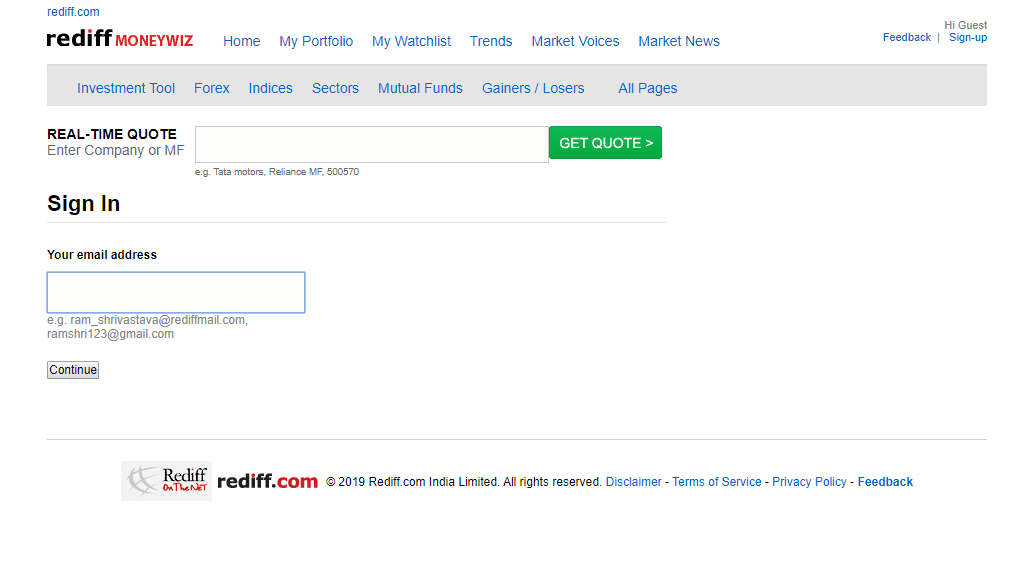 rediff.com
Hi Guest
rediff MONEYWIZ Home My Portfolio My Watchlist Trends Market Voices Market News Feedback | Sign-up
Investment Tool Forex Indices Sectors Mutual Funds Gainers / Losers All Pages
REAL-TIME QUOTE
Enter Company or MF
GET QUOTE >
e.g. Tata motors, Reliance MF, 500570
Sign In
Your email address
e.g. ram_shrivastava@rediffmail.com,
ramshri123@gmail.com
Continue
Rediff
On The NeT
rediff.com © 2019 Rediff.com India Limited. All rights reserved. Disclaimer - Terms of Service - Privacy Policy - Feedback